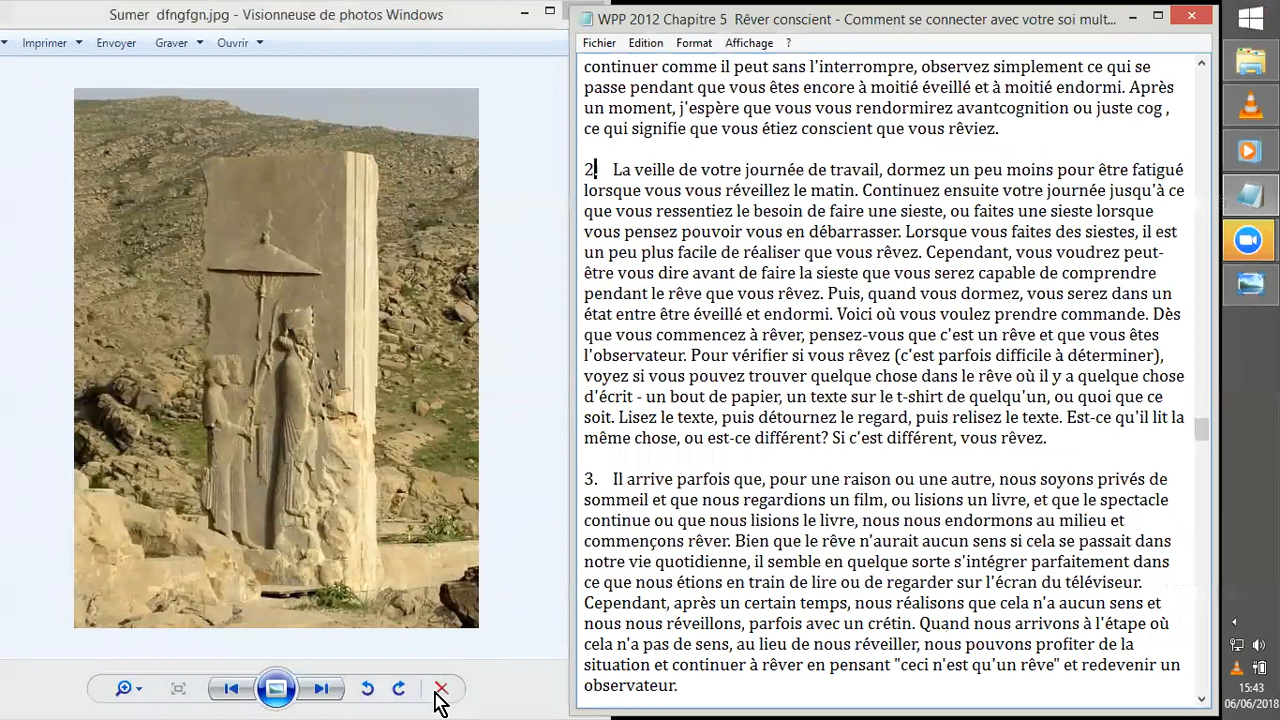 Sumer dfngfgn.jpg - Visionneuse de photos Windows
Imprimer Envoyer Graver Ouvrir
WPP 2012 Chapitre 5 Rêver conscient - Comment se connecter avec votre soi mult...
Fichier Edition Format Affichage ?
continuer comme il peut sans l'interrompre, observez simplement ce qui se
passe pendant que vous êtes encore à moitié éveillé et à moitié endormi. Après
un moment, j'espère que vous vous rendormirez avantcognition ou juste cog ,
ce qui signifie que vous étiez conscient que vous rêviez.
2. La veille de votre journée de travail, dormez un peu moins pour être fatigué
lorsque vous vous réveillez le matin. Continuez ensuite votre journée jusqu'à ce
que vous ressentiez le besoin de faire une sieste, ou faites une sieste lorsque
vous pensez pouvoir vous en débarrasser. Lorsque vous faites des siestes, il est
un peu plus facile de réaliser que vous rêvez. Cependant, vous voudrez peut-
être vous dire avant de faire la sieste que vous serez capable de comprendre
pendant le rêve que vous rêvez. Puis, quand vous dormez, vous serez dans un
état entre être éveillé et endormi. Voici où vous voulez prendre commande. Dès
que vous commencez à rêver, pensez-vous que c'est un rêve et que vous êtes
l'observateur. Pour vérifier si vous rêvez (c'est parfois difficile à déterminer),
voyez si vous pouvez trouver quelque chose dans le rêve où il y a quelque chose
d'écrit - un bout de papier, un texte sur le t-shirt de quelqu'un, ou quoi que ce
soit. Lisez le texte, puis détournez le regard, puis relisez le texte. Est-ce qu'il lit la
même chose, ou est-ce différent? Si c'est différent, vous rêvez.
3. Il arrive parfois que, pour une raison ou une autre, nous soyons privés de
sommeil et que nous regardions un film, ou lisions un livre, et que le spectacle
continue ou que nous lisions le livre, nous nous endormons au milieu et
commençons rêver. Bien que le rêve n'aurait aucun sens si cela se passait dans
notre vie quotidienne, il semble en quelque sorte s'intégrer parfaitement dans
ce que nous étions en train de lire ou de regarder sur l'écran du téléviseur.
Cependant, après un certain temps, nous réalisons que cela n'a aucun sens et
nous nous réveillons, parfois avec un crétin. Quand nous arrivons à l'étape où
cela n'a pas de sens, au lieu de nous réveiller, nous pouvons profiter de la
situation et continuer à rêver en pensant "ceci n'est qu'un rêve" et redevenir un
observateur.
15:43
06/06/2018